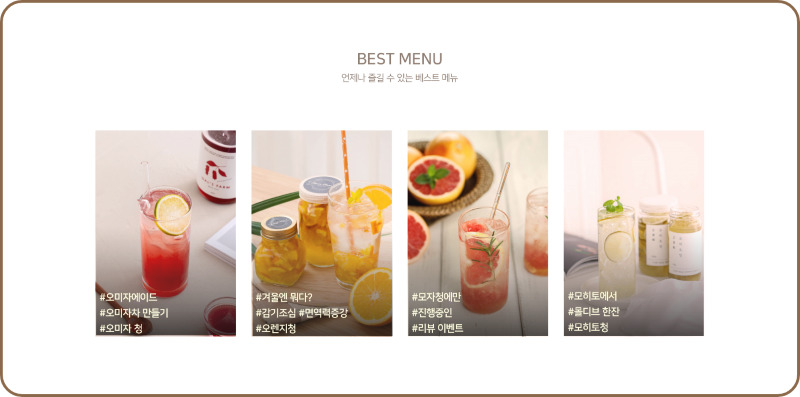 BEST MENU
언제나 즐길 수 있는 베스트 메뉴
#오미자에이드
#오미자차 만들기
#오미자 청
#겨울엔 뭐다?
#감기조심 #면역력증강
#오렌지청
#모자청에만
#진행중인
#리뷰 이벤트
#모히토에서
#몰디브 한잔
#모히토청